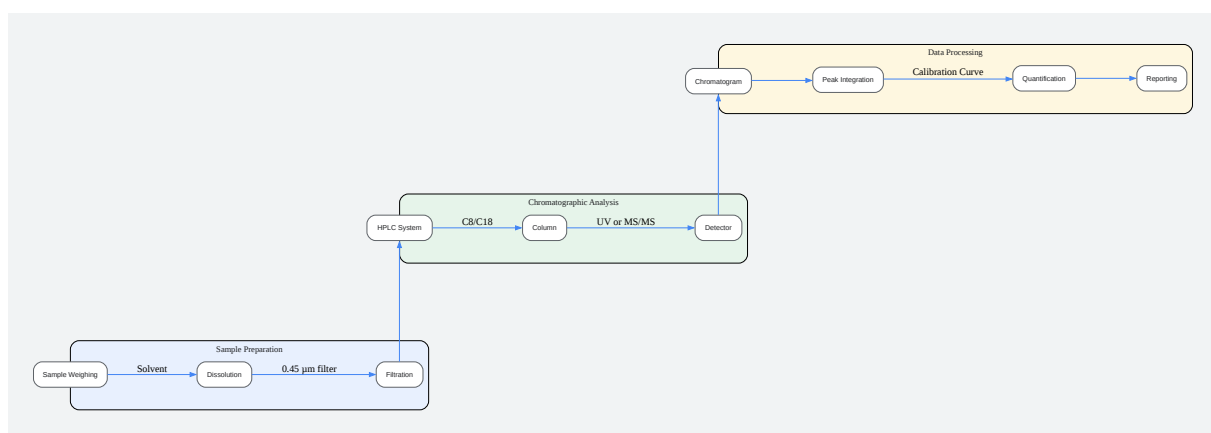 Data Processing
Chromatogram
Peak Integration
Calibration Curve
Quantification
Reporting
Chromatographic Analysis
HPLC System
C8/C18
Column
UV or MS/MS
Detector
Sample Preparation
Sample Weighing
Solvent
Dissolution
0.45 µm filter
Filtration